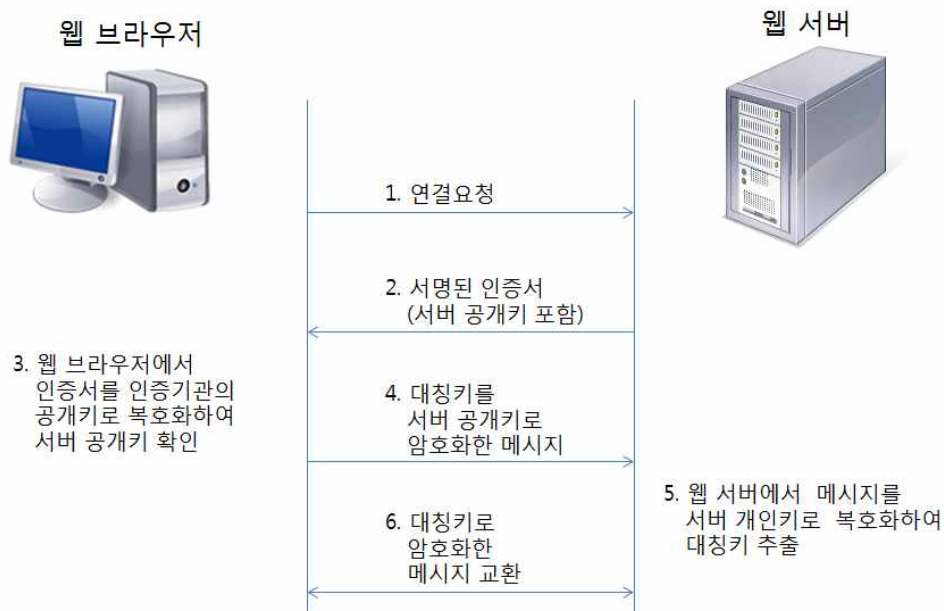 웹 브라우저
웹 서버
1. 연결요청
2. 서명된 인증서
(서버 공개키 포함)
3. 웹 브라우저에서
인증서를 인증기관의
공개키로 복호화하여
서버 공개키 확인
4. 대칭키를
서버 공개키로
암호화한 메시지
5. 웹 서버에서 메시지를
서버 개인키로 복호화하여
대칭키 추출
6. 대칭키로
암호화한
메시지 교환